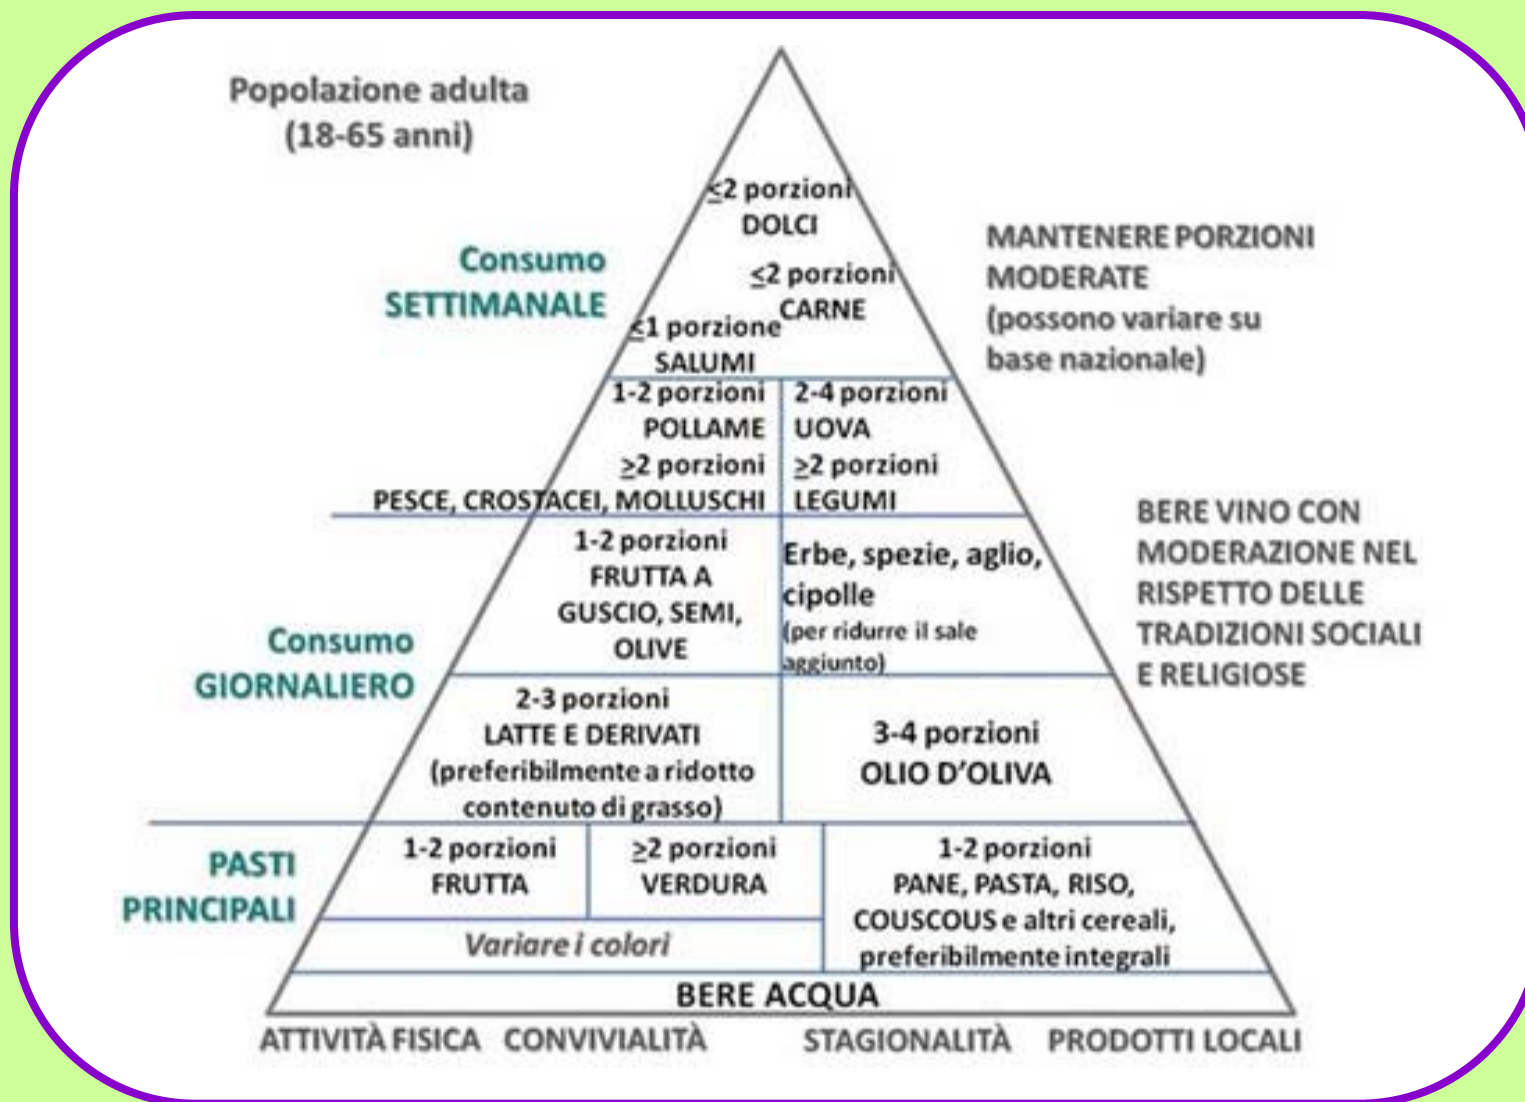 Popolazione adulta
(18-65 anni)
≤2 porzioni
DOLCI
Consumo
SETTIMANALE
≤2 porzioni
CARNE
≤1 porzione
SALUMI
MANTENERE PORZIONI
MODERATE
(possono variare su
base nazionale)
1-2 porzioni
POLLAME
≥2 porzioni
PESCE, CROSTACEI, MOLLUSCHI
2-4 porzioni
UOVA
≥2 porzioni
LEGUMI
BERE VINO CON
MODERAZIONE NEL
RISPETTO DELLE
TRADIZIONI SOCIALI
E RELIGIOSE
Consumo
GIORNALIERO
1-2 porzioni
FRUTTA A
GUSCIO, SEMI,
OLIVE
Erbe, spezie, aglio,
cipolle
(per ridurre il sale
aggiunto)
2-3 porzioni
LATTE E DERIVATI
(preferibilmente a ridotto
contenuto di grasso)
3-4 porzioni
OLIO D'OLIVA
PASTI
PRINCIPALI
1-2 porzioni
FRUTTA
≥2 porzioni
VERDURA
Variare i colori
1-2 porzioni
PANE, PASTA, RISO,
COUSCOUS e altri cereali,
preferibilmente integrali
BERE ACQUA
ATTIVITÀ FISICA CONVIVIALITÀ STAGIONALITÀ PRODOTTI LOCALI